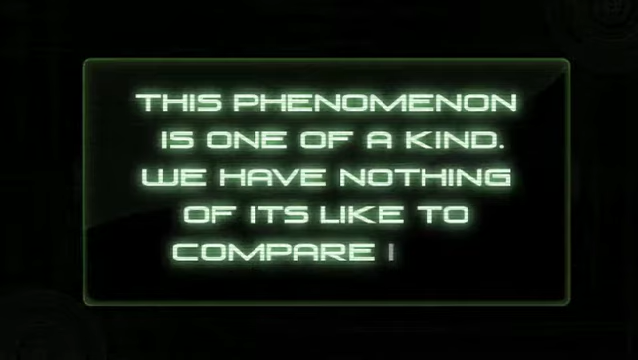 THIS PHENOMENON
IS ONE OF A KIND.
WE HAVE NOTHING
OF ITS LIKE TO
COMPARE I